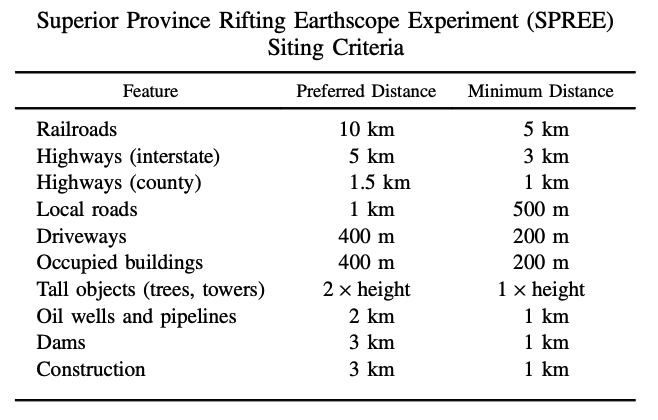 Superior Province Rifting Earthscope Experiment (SPREE)
Siting Criteria
Feature Preferred Distance Minimum Distance
Railroads 10 km 5 km
Highways (interstate) 5 km 3 km
Highways (county) 1.5 km 1 km
Local roads 1 km 500 m
Driveways 400 m 200 m
Occupied buildings 400 m 200 m
Tall objects (trees, towers) 2 × height 1 × height
Oil wells and pipelines 2 km 1 km
Dams 3 km 1 km
Construction 3 km 1 km